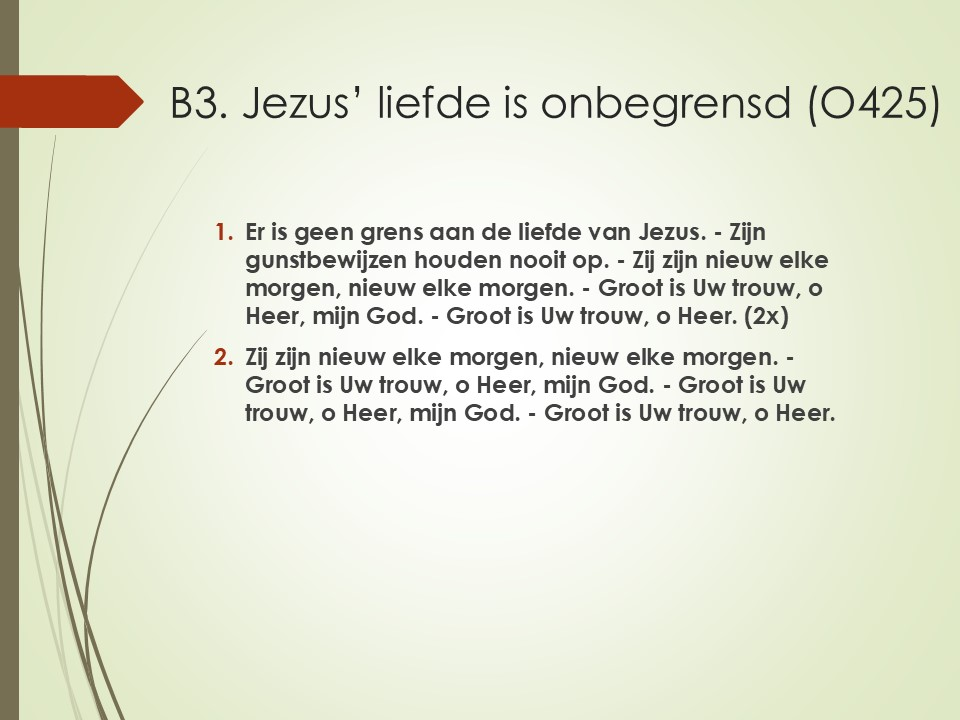 B3. Jezus’ liefde is onbegrensd (O425)
1. Er is geen grens aan de liefde van Jezus. - Zijn
gunstbewijzen houden nooit op. - Zij zijn nieuw elke
morgen, nieuw elke morgen. - Groot is Uw trouw, o
Heer, mijn God. - Groot is Uw trouw, o Heer. (2x)
2. Zij zijn nieuw elke morgen, nieuw elke morgen. -
Groot is Uw trouw, o Heer, mijn God. - Groot is Uw
trouw, o Heer, mijn God. - Groot is Uw trouw, o Heer.